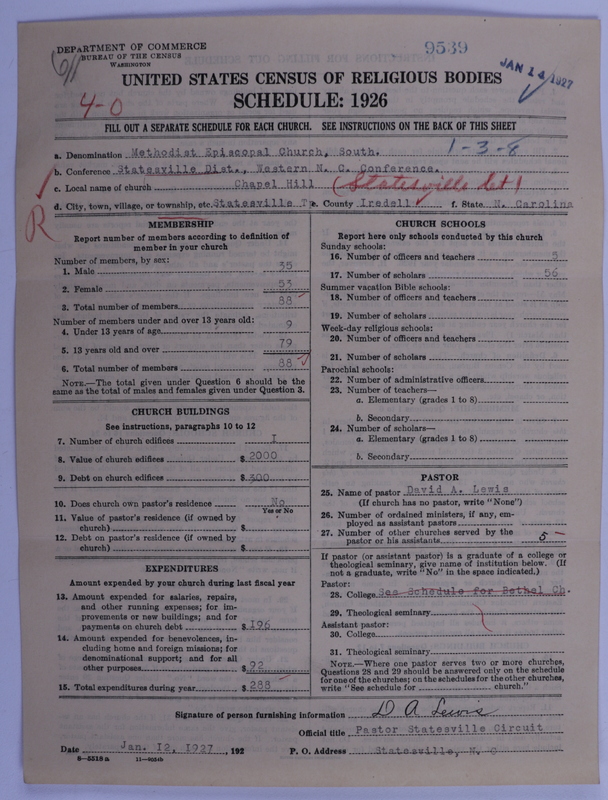 DEPARTMENT OF COMMERCE
BUREAU OF THE CENSUS
WASHINGTON
9539
JAN 14 1927
4-0
UNITED STATES CENSUS OF RELIGIOUS BODIES
SCHEDULE: 1926
FILL OUT A SEPARATE SCHEDULE FOR EACH CHURCH. SEE INSTRUCTIONS ON THE BACK OF THIS SHEET
a. Denomination Methodist Episcopal Church, South. 1-3-8
b. Conference Statesville Dist., Western N. C. Conference.
c. Local name of church Chapel Hill (Statesville Ct)
d. City, town, village, or township, etc. Statesville e. County Iredell f. State N. Carolina
R
MEMBERSHIP
Report number of members according to definition of
member in your church
Number of members, by sex:
1. Male 35
2. Female 53
3. Total number of members 88
Number of members under and over 13 years old:
4. Under 13 years of age 9
5. 13 years old and over 79
6. Total number of members 88
NOTE.—The total given under Question 6 should be the
same as the total of males and females given under Question 3.
CHURCH BUILDINGS
See instructions, paragraphs 10 to 12
7. Number of church edifices 1
8. Value of church edifices $ 2000
9. Debt on church edifices $ 300
10. Does church own pastor's residence No
Yes or No
11. Value of pastor's residence (if owned by
church) $
12. Debt on pastor's residence (if owned by
church) $
EXPENDITURES
Amount expended by your church during last fiscal year
13. Amount expended for salaries, repairs,
and other running expenses; for im-
provements or new buildings; and for
payments on church debt $ 196
14. Amount expended for benevolences, in-
cluding home and foreign missions; for
denominational support; and for all
other purposes $ 92
15. Total expenditures during year $ 288
CHURCH SCHOOLS
Report here only schools conducted by this church
Sunday schools:
16. Number of officers and teachers 5
17. Number of scholars 56
Summer vacation Bible schools:
18. Number of officers and teachers
19. Number of scholars
Week-day religious schools:
20. Number of officers and teachers
21. Number of scholars
Parochial schools:
22. Number of administrative officers
23. Number of teachers—
a. Elementary (grades 1 to 8)
b. Secondary
24. Number of scholars—
a. Elementary (grades 1 to 8)
b. Secondary
PASTOR
25. Name of pastor David A. Lewis
(If church has no pastor, write "None")
26. Number of ordained ministers, if any, em-
ployed as assistant pastors
27. Number of other churches served by the
pastor or his assistants 5
If pastor (or assistant pastor) is a graduate of a college or
theological seminary, give name of institution below. (If
not a graduate, write "No" in the space indicated.)
Pastor:
28. College See Schedule for Bethel Ch.
29. Theological seminary
Assistant pastor:
30. College
31. Theological seminary
NOTE.—Where one pastor serves two or more churches,
Questions 28 and 29 should be answered only on the schedule
for one of the churches; on the schedules for the other churches,
write "See schedule for church."
Signature of person furnishing information D A Lewis
Official title Pastor Statesville Circuit
Date Jan. 12, 1927, 192 P. O. Address Statesville, N. C
8—5518 a 11—9024b